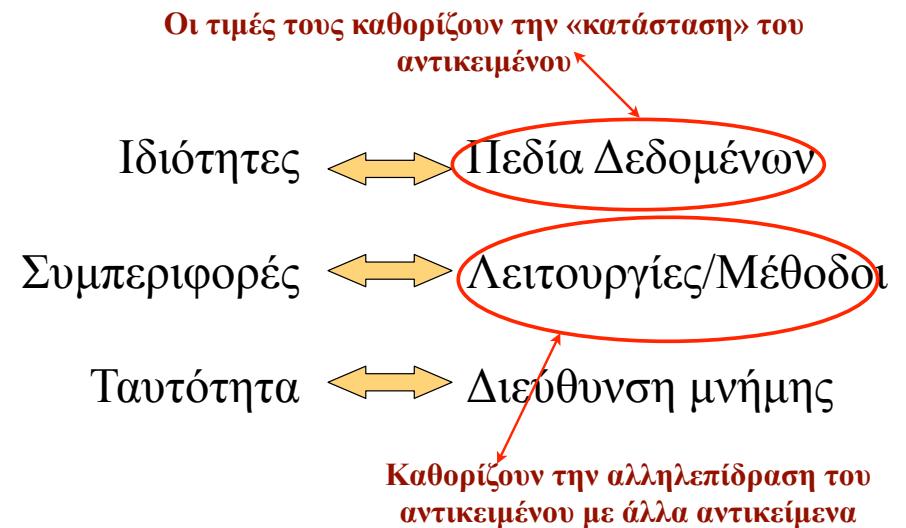 Οι τιμές τους καθορίζουν την «κατάσταση» του
αντικειμένου
Ιδιότητες Πεδία Δεδομένων
Συμπεριφορές Λειτουργίες/Μέθοδοι
Ταυτότητα Διεύθυνση μνήμης
Καθορίζουν την αλληλεπίδραση του
αντικειμένου με άλλα αντικείμενα